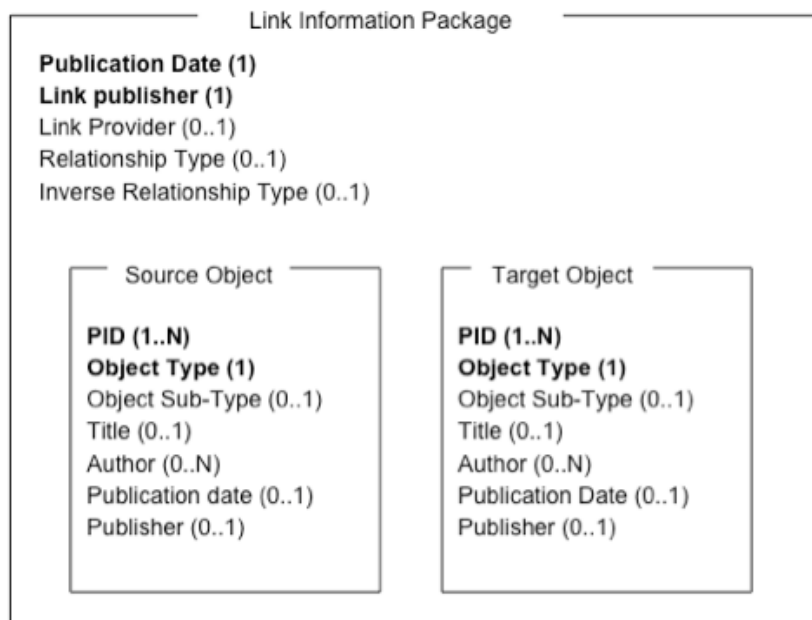 Link Information Package
Publication Date (1)
Link publisher (1)
Link Provider (0..1)
Relationship Type (0..1)
Inverse Relationship Type (0..1)
Source Object
PID (1..N)
Object Type (1)
Object Sub-Type (0..1)
Title (0..1)
Author (0..N)
Publication date (0..1)
Publisher (0..1)
Target Object
PID (1..N)
Object Type (1)
Object Sub-Type (0..1)
Title (0..1)
Author (0..N)
Publication Date (0..1)
Publisher (0..1)